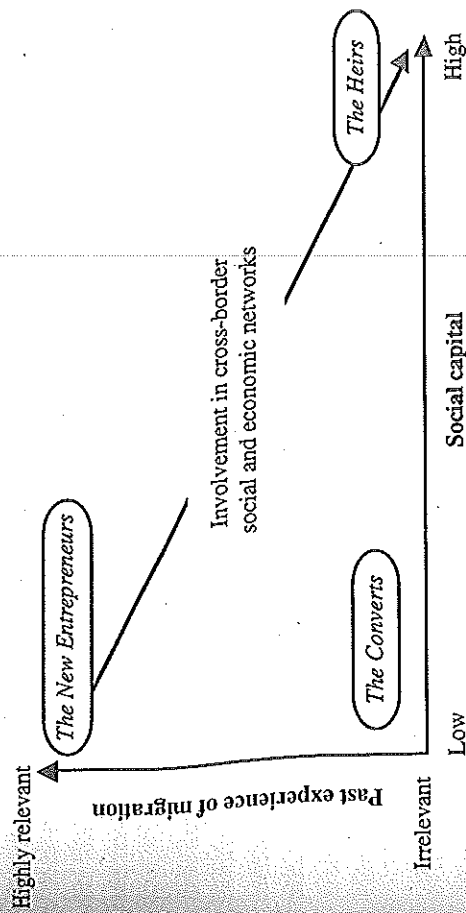 Highly relevant
The New Entrepreneurs
Past experience of migration
Involvement in cross-border
social and economic networks
The Converts
The Heirs
Irrelevant
Low
Social capital
High